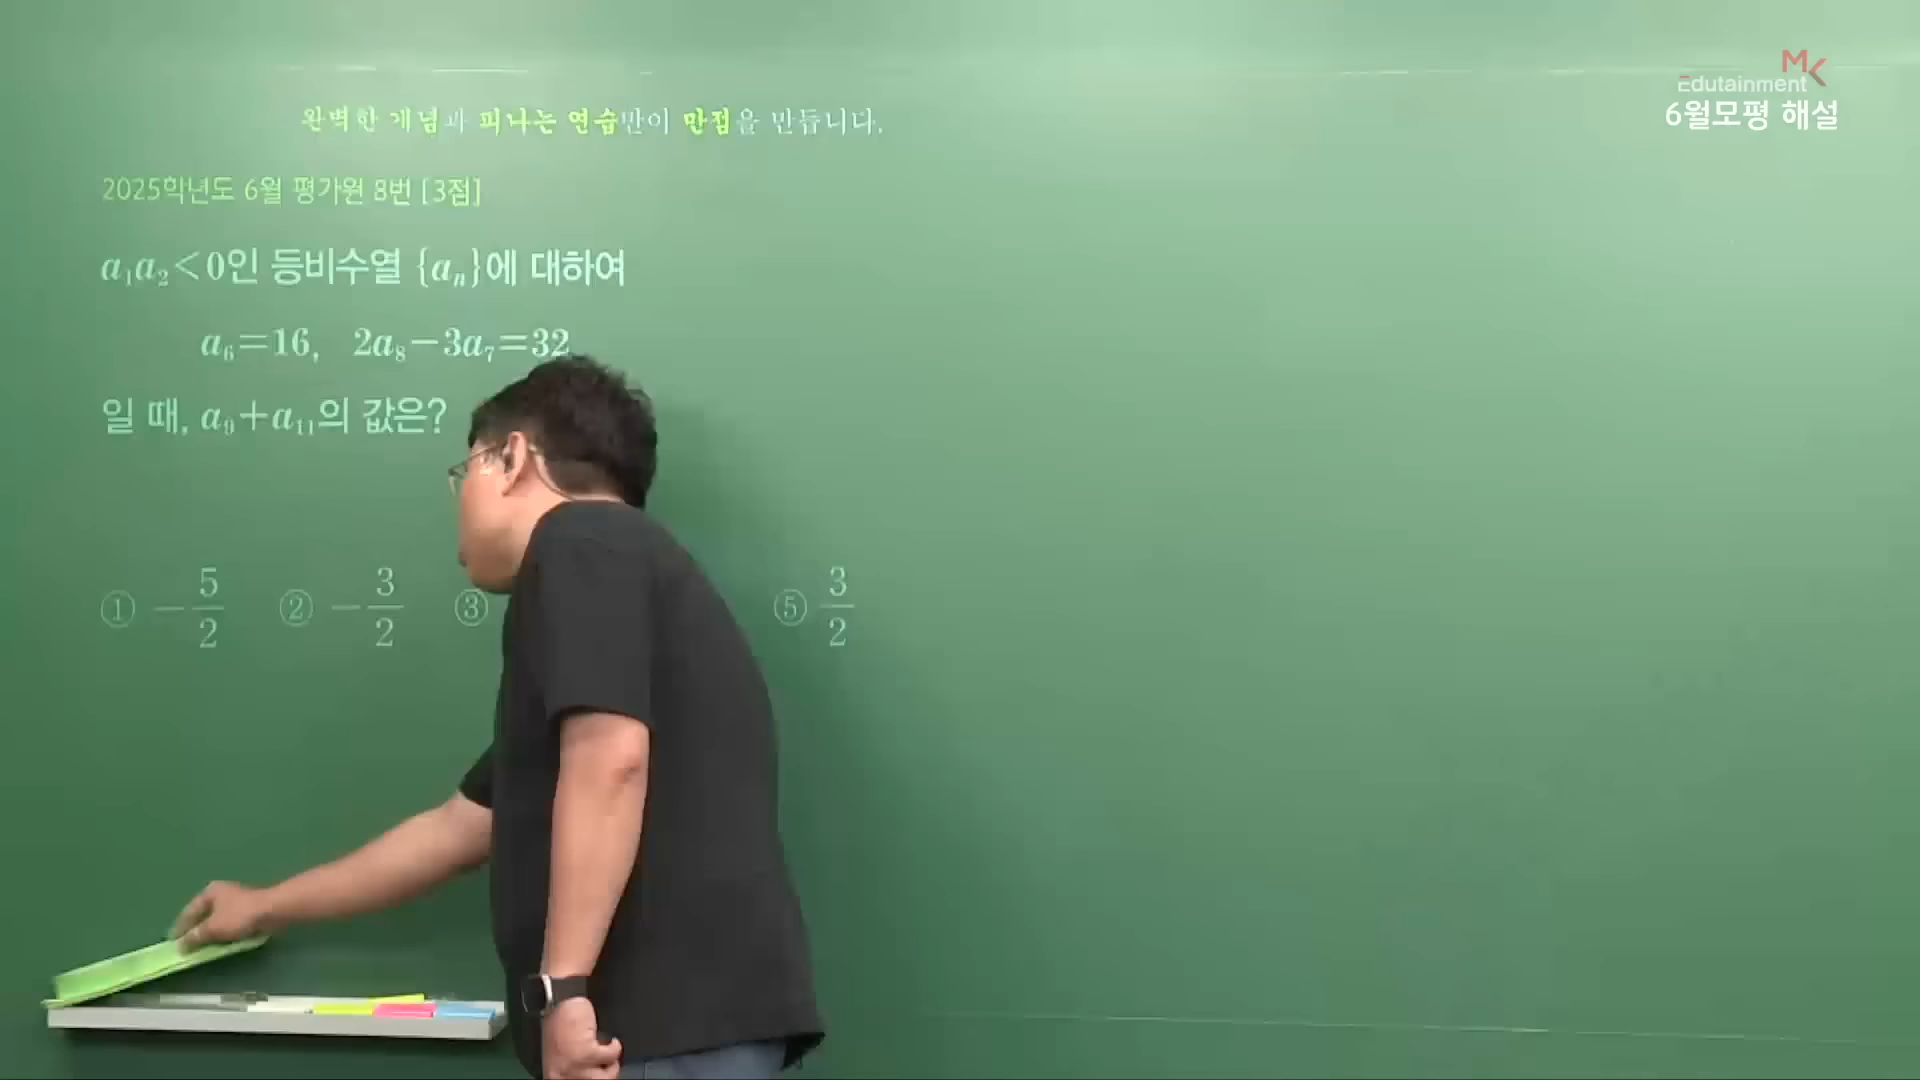 MK
Edutainment
6월모평 해설
완벽한 개념과 피나는 연습만이 만점을 만듭니다.
2025학년도 6월 평가원 8번 [3점]
a₁a₂<0인 등비수열 {aₙ}에 대하여
a₆=16, 2a₈-3a₇=32
일 때, a₉+a₁₁의 값은?
① -5/2 ② -3/2 ③ ⑤ 3/2